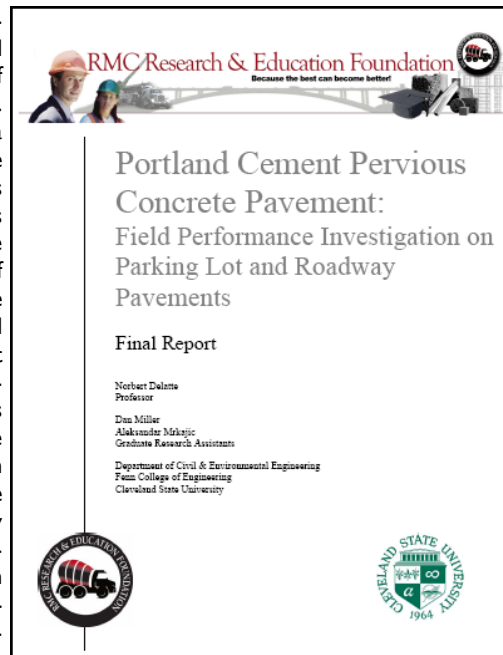 RMC Research & Education Foundation
Because the best can become better!
Portland Cement Pervious
Concrete Pavement:
Field Performance Investigation on
Parking Lot and Roadway
Pavements
Final Report
Norbert Delatte
Professor
Dan Miller
Aleksandar Mrkajic
Graduate Research Assistants
Department of Civil & Environmental Engineering
Fenn College of Engineering
Cleveland State University
RMC RESEARCH & EDUCATION FOUNDATION
CLEVELAND STATE UNIVERSITY
α ∞
1964